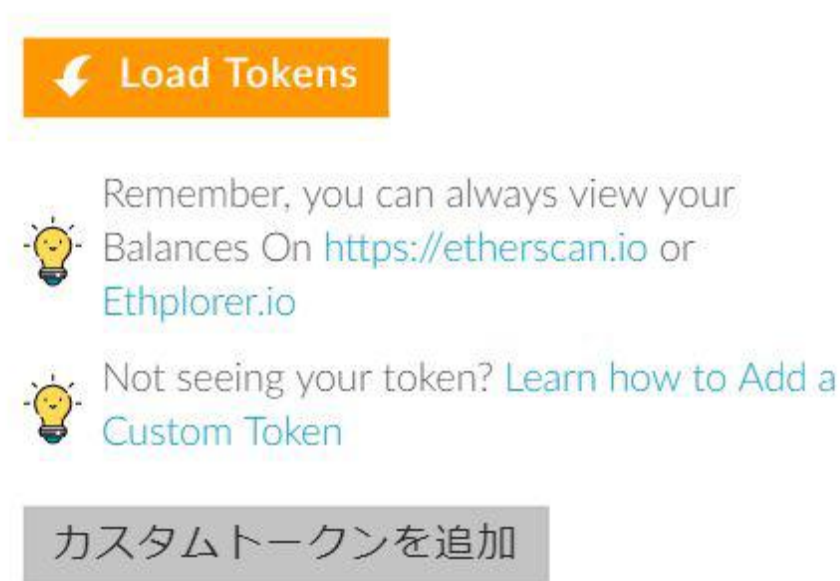 Load Tokens
Remember, you can always view your
Balances On https://etherscan.io or
Ethplorer.io
Not seeing your token? Learn how to Add a
Custom Token
カスタムトークンを追加